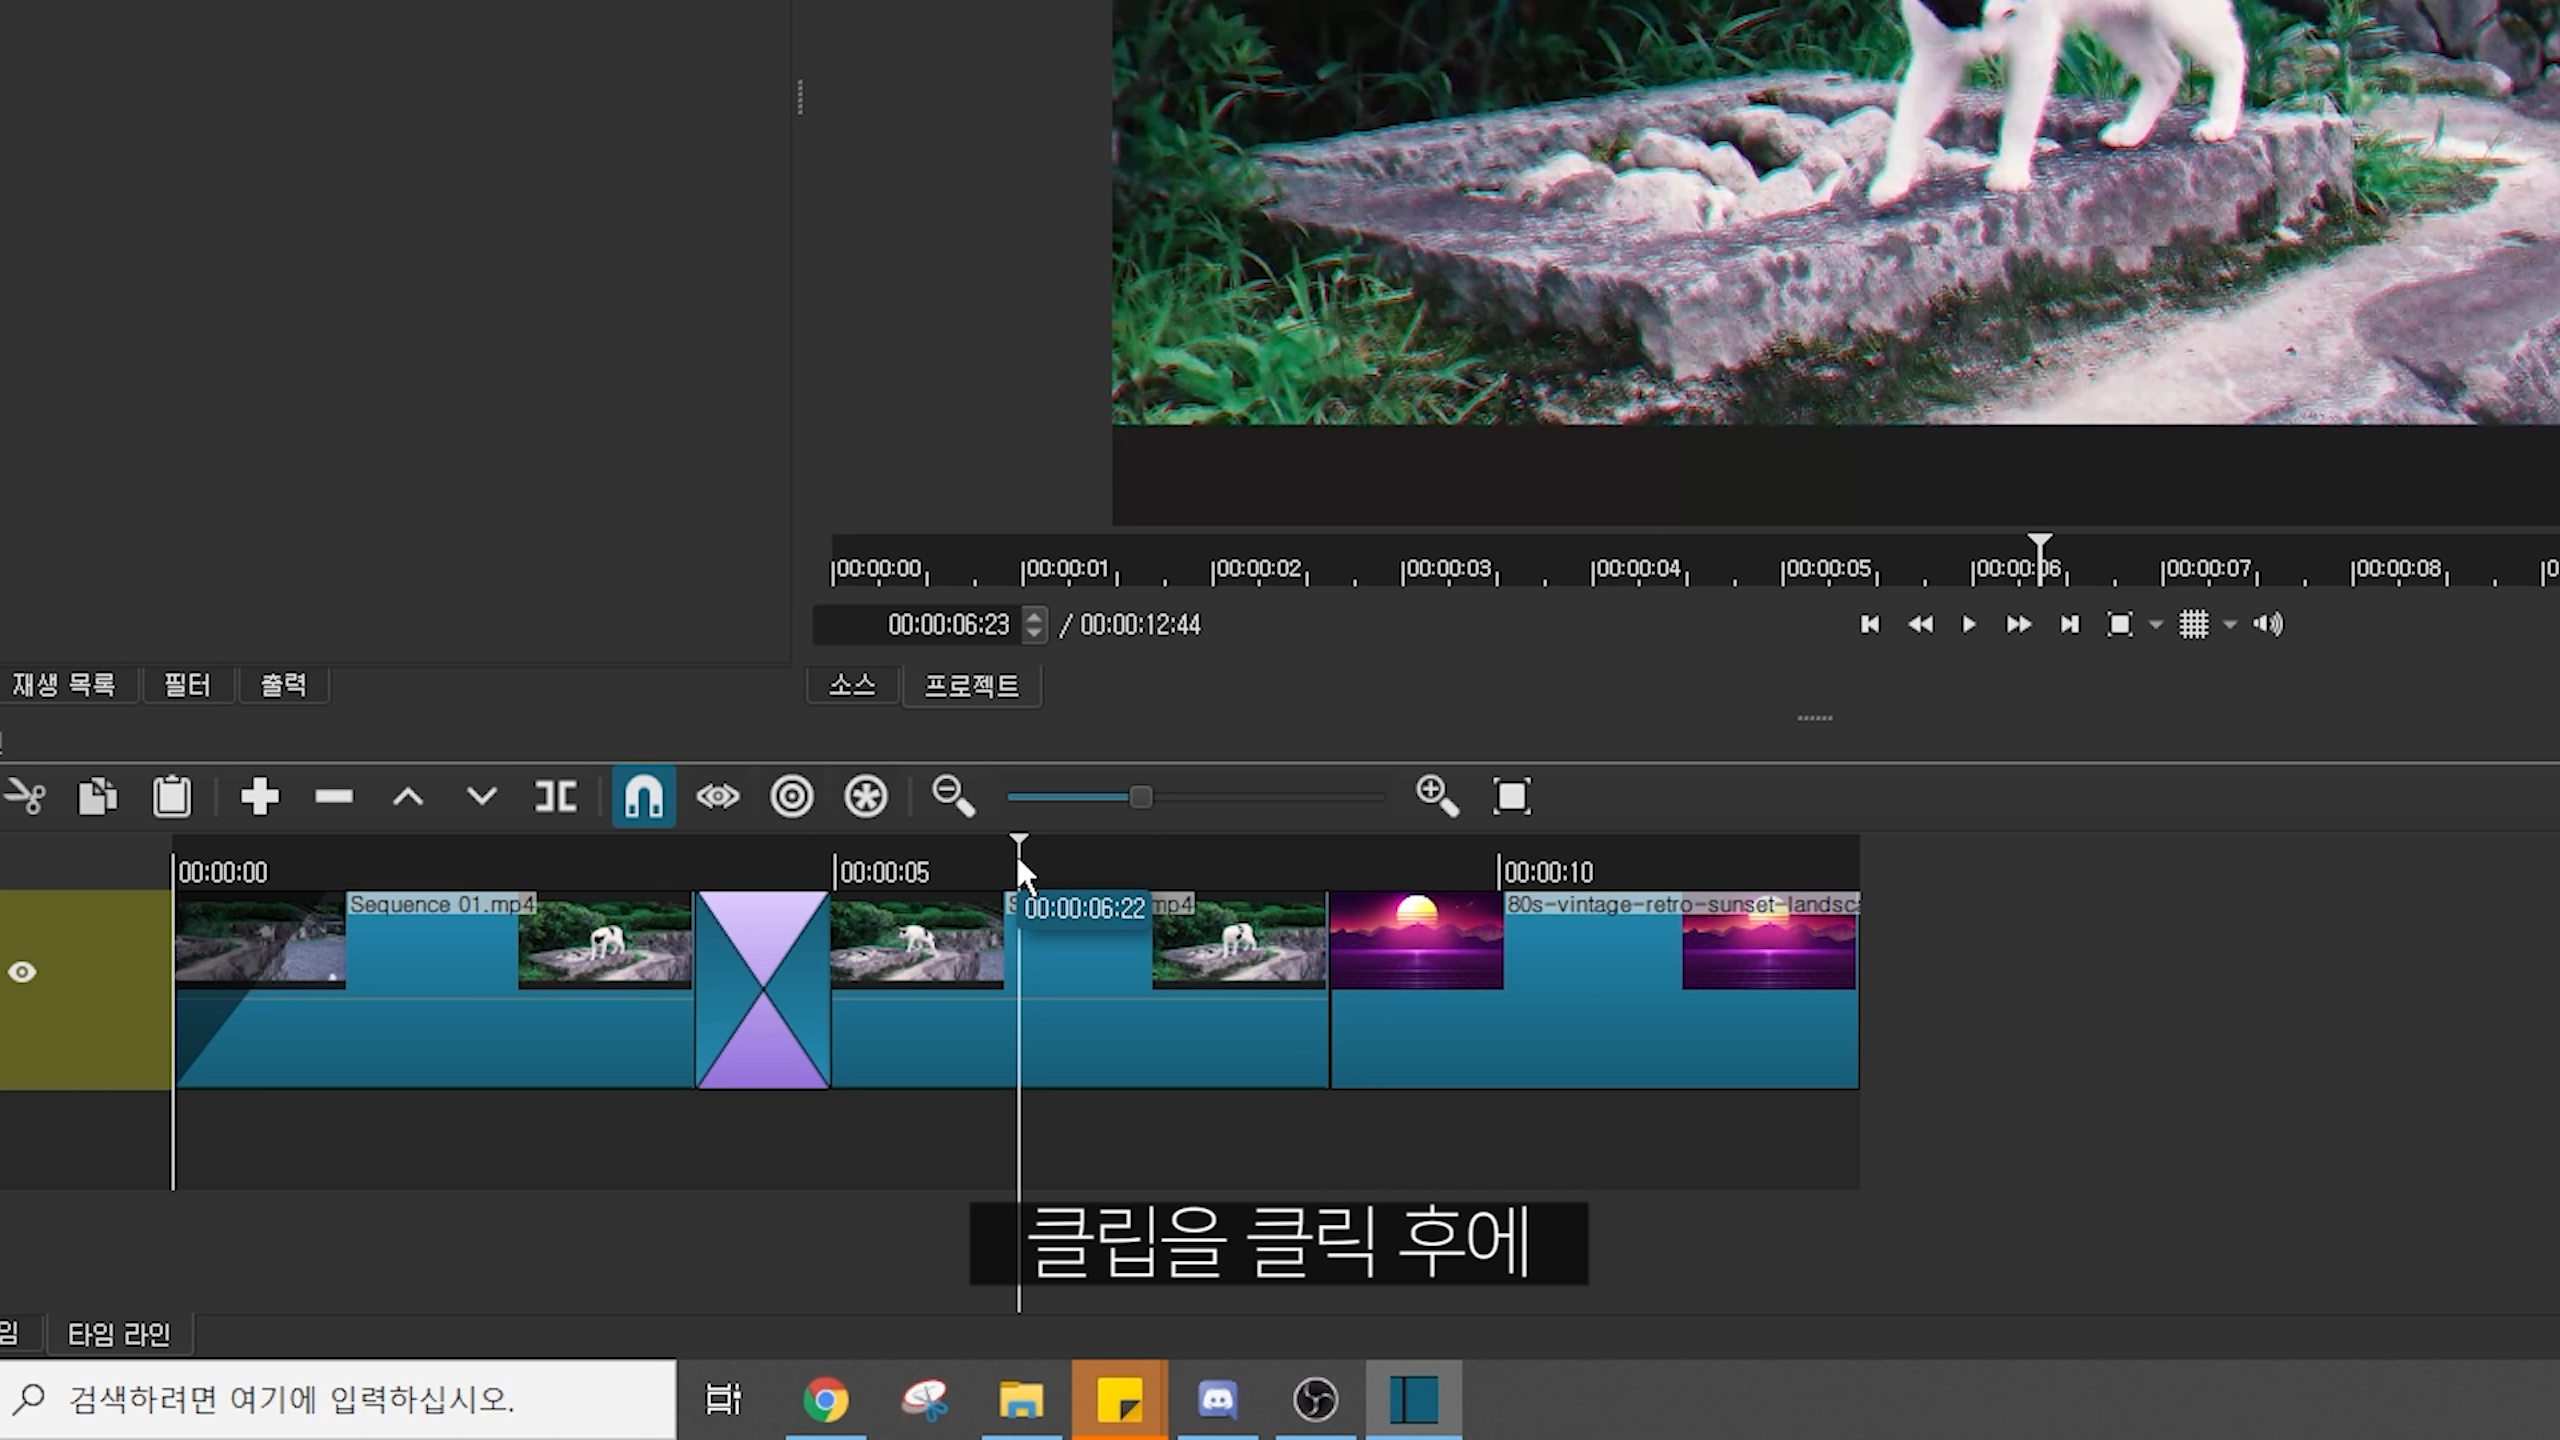 00:00:00 00:00:01 00:00:02 00:00:03 00:00:04 00:00:05 00:00:06 00:00:07 00:00:08
00:00:06:23 / 00:00:12:44
재생 목록 필터 출력 소스 프로젝트
00:00:00 00:00:05 00:00:10
Sequence 01.mp4 00:00:06:22 mp4 80s-vintage-retro-sunset-landsc
클립을 클릭 후에
타임 라인
검색하려면 여기에 입력하십시오.